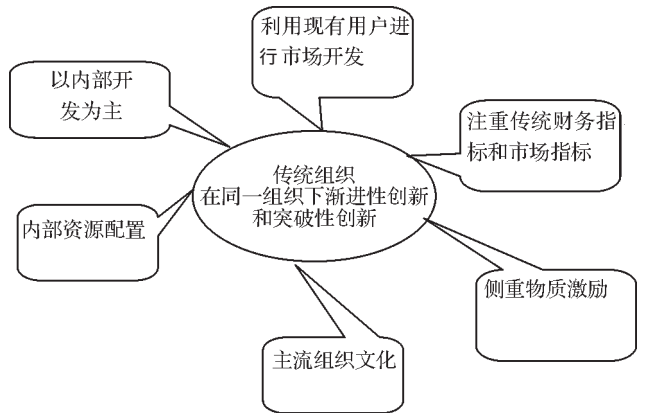 利用现有用户进
行市场开发
以内部开
发为主
注重传统财务指
标和市场指标
传统组织
在同一组织下渐进性创新
和突破性创新
内部资源配置
侧重物质激励
主流组织文化